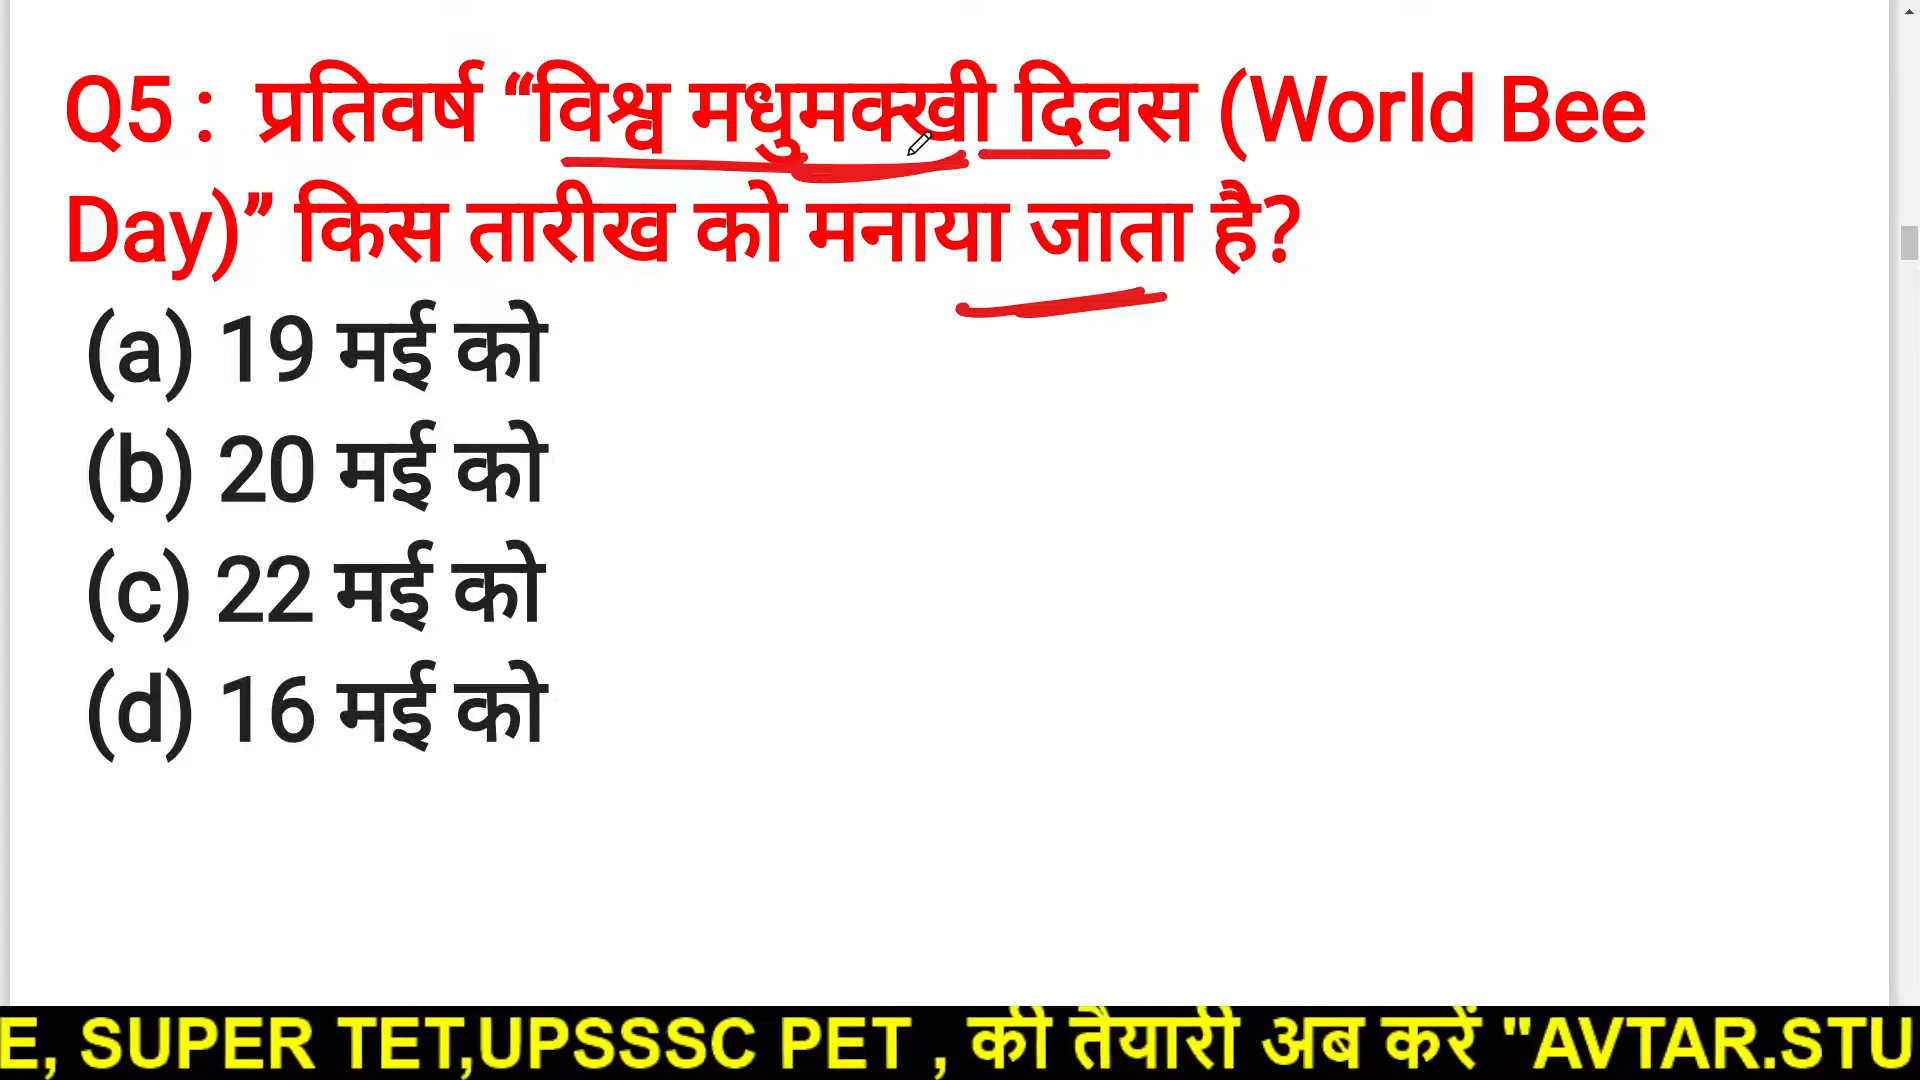 Q5 : प्रतिवर्ष “विश्व मधुमक्खी दिवस (World Bee
Day)” किस तारीख को मनाया जाता है?
(a) 19 मई को
(b) 20 मई को
(c) 22 मई को
(d) 16 मई को
E, SUPER TET,UPSSSC PET , की तैयारी अब करें "AVTAR.STU